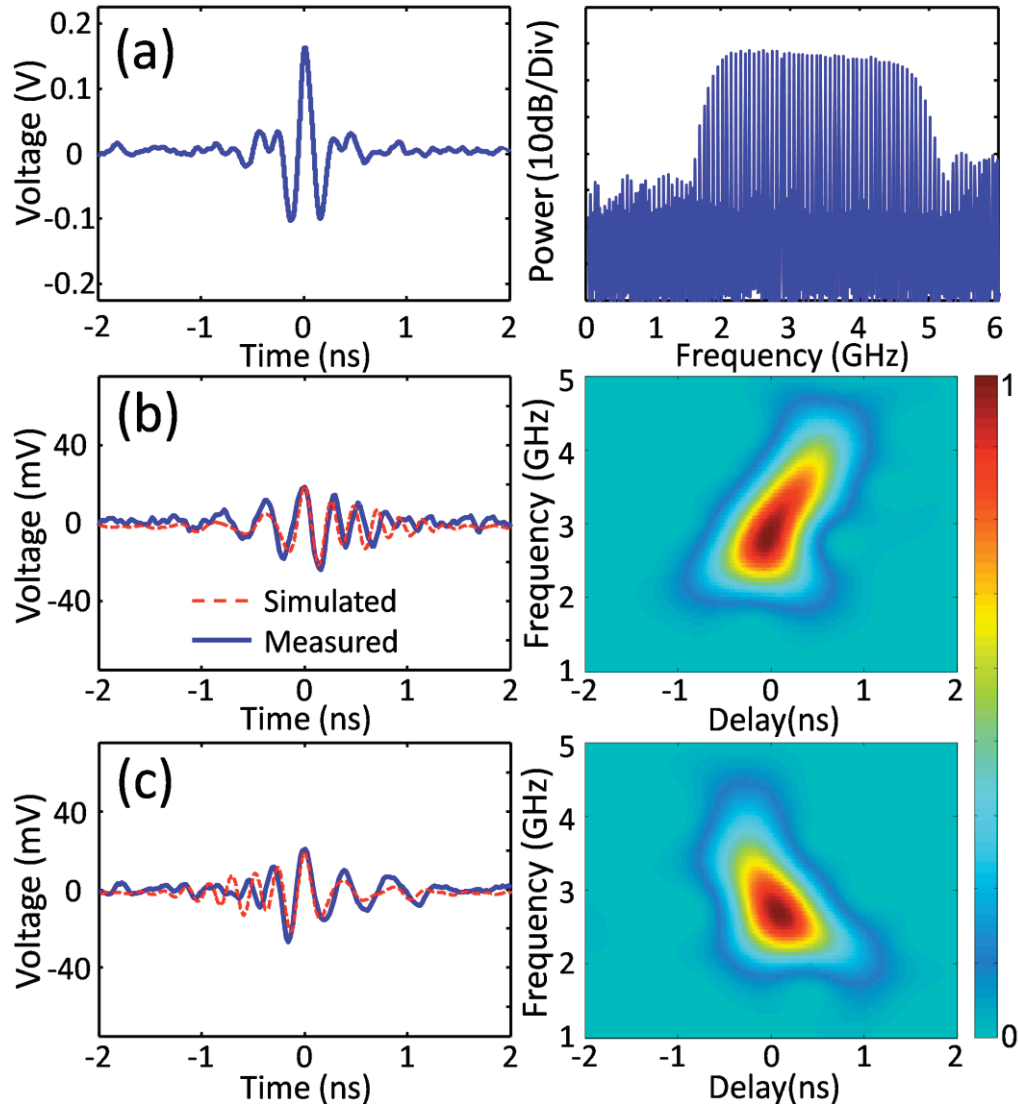 (a)
Voltage (V)
0.2
0.1
0
-0.1
-0.2
-2 -1 0 1 2
Time (ns)
Power (10dB/Div)
0 1 2 3 4 5 6
Frequency (GHz)
(b)
Voltage (mV)
40
0
-40
Simulated
Measured
-2 -1 0 1 2
Time (ns)
Frequency (GHz)
5
4
3
2
1
-2 -1 0 1 2
Delay(ns)
1
0
(c)
Voltage (mV)
40
0
-40
-2 -1 0 1 2
Time (ns)
Frequency (GHz)
5
4
3
2
1
-2 -1 0 1 2
Delay(ns)